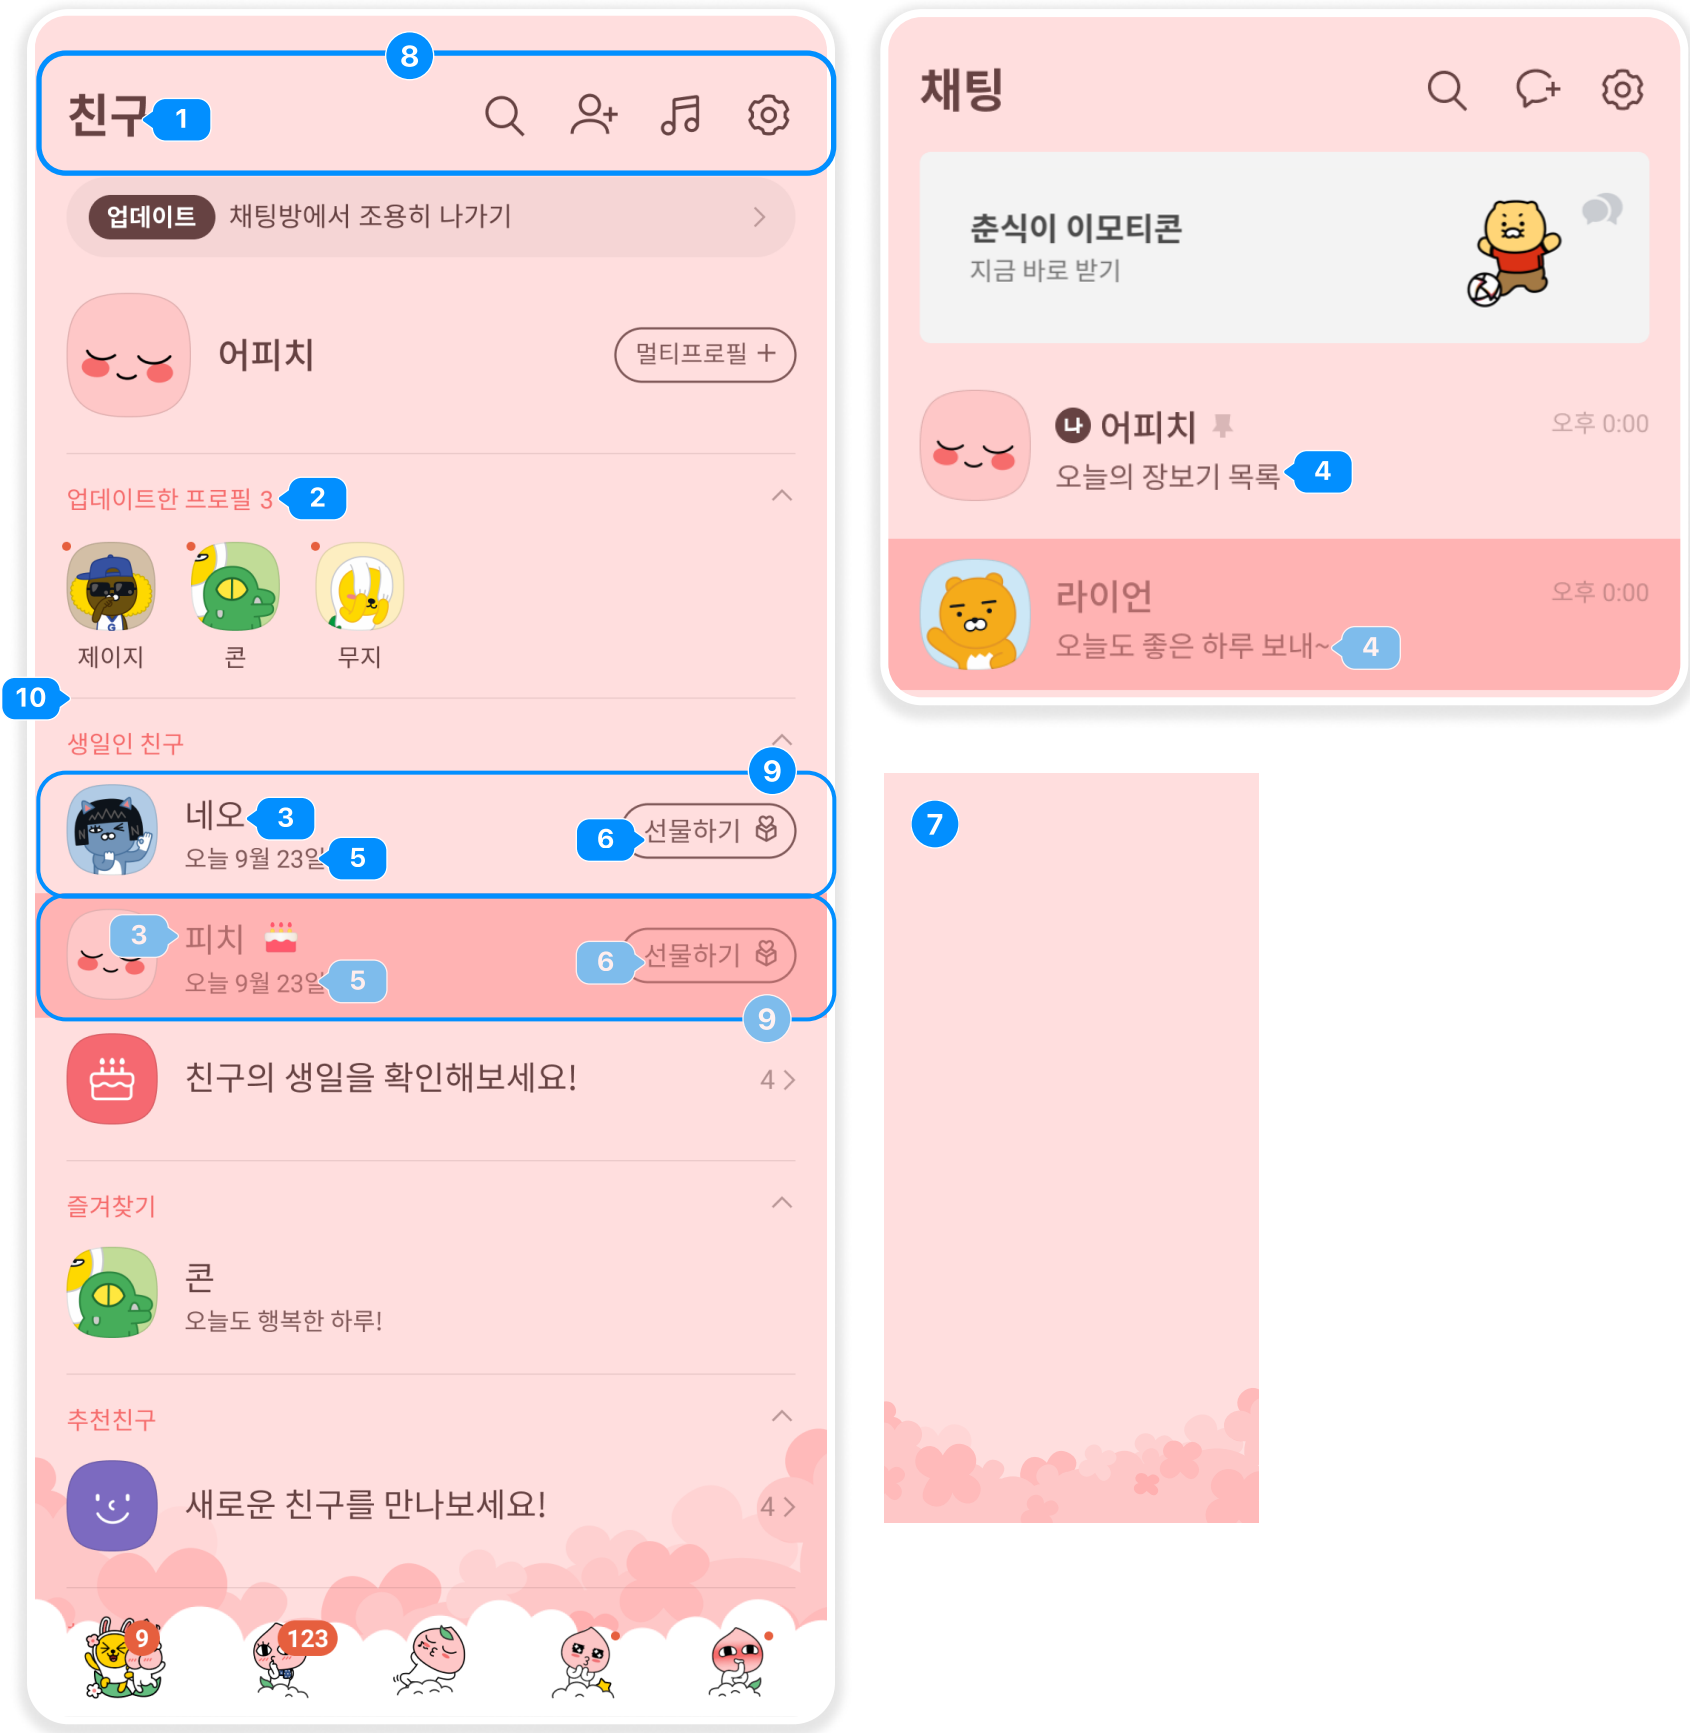 8
친구
1
업데이트 채팅방에서 조용히 나가기
어피치
멀티프로필 +
업데이트한 프로필 3
2
제이지
콘
무지
10
생일인 친구
9
네오
3
오늘 9월 23일
5
6
선물하기
3
피치
오늘 9월 23일
5
6
선물하기
9
친구의 생일을 확인해보세요!
4
즐겨찾기
콘
오늘도 행복한 하루!
추천친구
새로운 친구를 만나보세요!
4
9
123
채팅
춘식이 이모티콘
지금 바로 받기
나 어피치
오후 0:00
오늘의 장보기 목록
4
라이언
오후 0:00
오늘도 좋은 하루 보내~
4
7